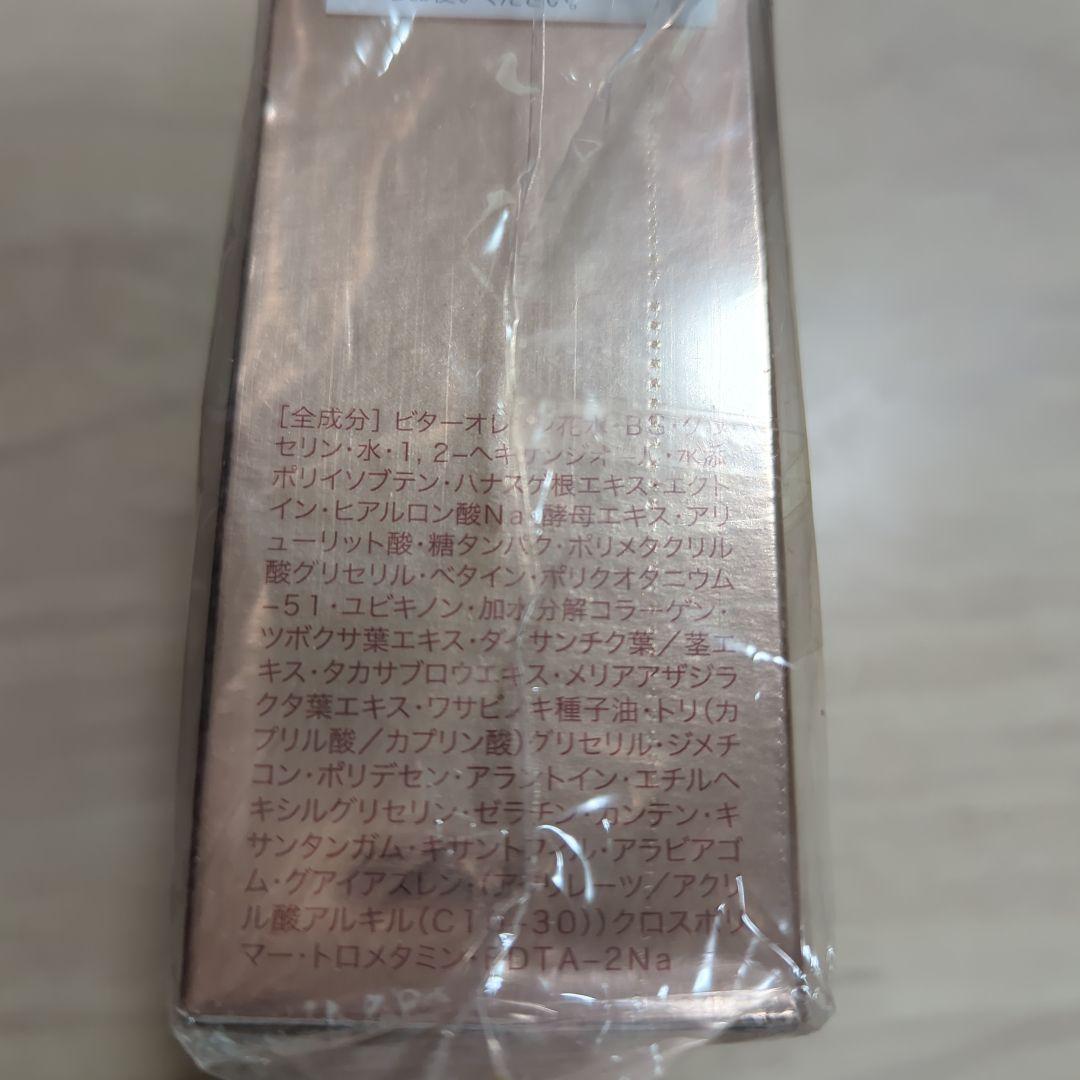 ください。
[全成分] ビターオレンジ花水・BG・グリ
セリン・水・1,2-ヘキサンジオール・水添
ポリイソブテン・ハナスゲ根エキス・エクト
イン・ヒアルロン酸Na・酵母エキス・アリ
ューリット酸・糖タンパク・ポリメタクリル
酸グリセリル・ベタイン・ポリクオタニウム
-51・ユビキノン・加水分解コラーゲン・
ツボクサ葉エキス・ダイサンチク葉/茎エ
キス・タカサブロウエキス・メリアアザジラ
クタ葉エキス・ワサビノキ種子油・トリ(カ
プリル酸/カプリン酸)グリセリル・ジメチ
コン・ポリデセン・アラントイン・エチルヘ
キシルグリセリン・ゼラチン・カンテン・キ
サンタンガム・キサントフィル・アラビアゴ
ム・グアイアズレン・(アクリレーツ/アクリ
ル酸アルキル(C10-30))クロスポリ
マー・トロメタミン・EDTA-2Na